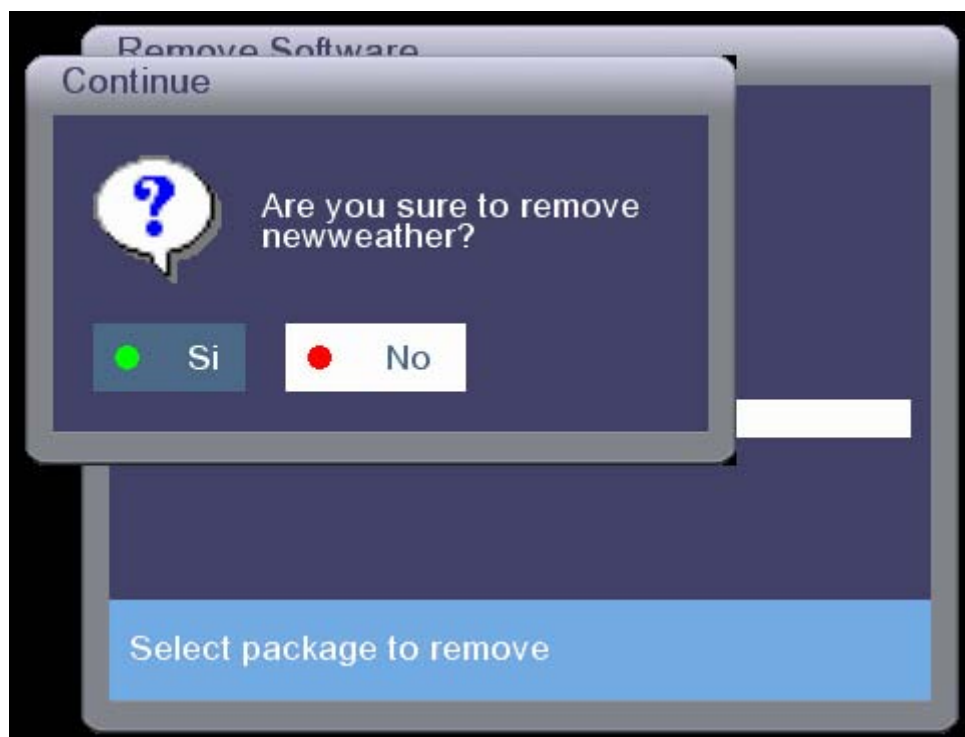 Remove Software
Continue
Are you sure to remove
newweather?
Si
No
Select package to remove